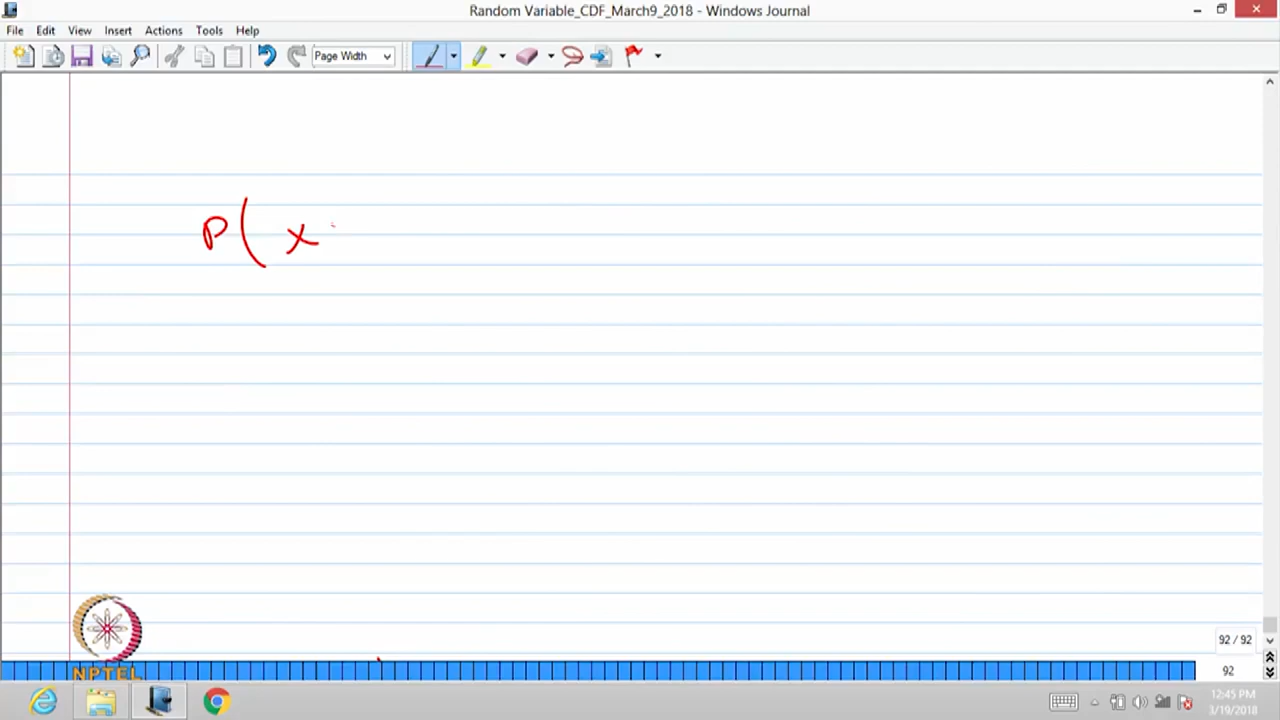 Random Variable_CDF_March9_2018 - Windows Journal
File Edit View Insert Actions Tools Help
Page Width
P( x
92 / 92
NPTEL
92
12:45 PM
3/19/2018